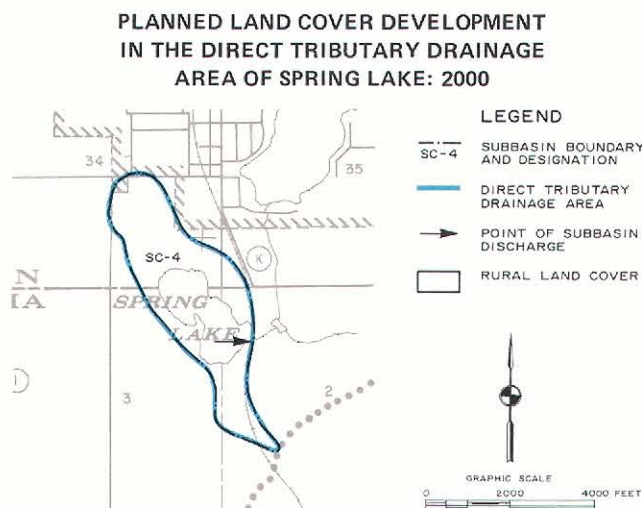 PLANNED LAND COVER DEVELOPMENT
IN THE DIRECT TRIBUTARY DRAINAGE
AREA OF SPRING LAKE: 2000
LEGEND
SC-4
SUBBASIN BOUNDARY
AND DESIGNATION
DIRECT TRIBUTARY
DRAINAGE AREA
POINT OF SUBBASIN
DISCHARGE
RURAL LAND COVER
34
35
SC-4
K
N
IA
SPRING
LAKE
3
2
GRAPHIC SCALE
0 2000 4000 FEET